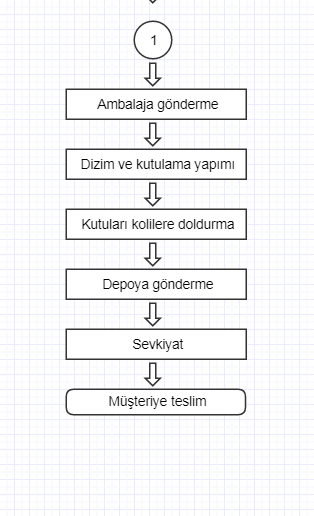 1
Ambalaja gönderme
Dizim ve kutulama yapımı
Kutuları kolilere doldurma
Depoya gönderme
Sevkiyat
Müşteriye teslim